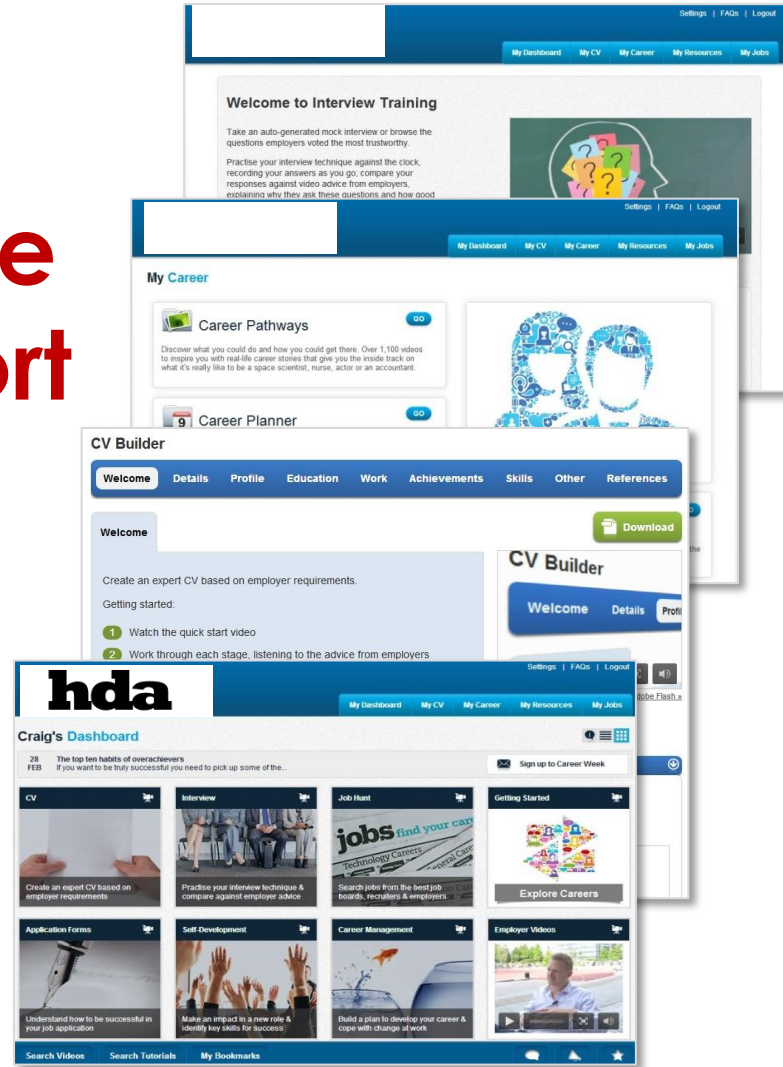 e
ort
Settings | FAQs | Logout
My Dashboard My CV My Career My Resources My Jobs
Welcome to Interview Training
Take an auto-generated mock interview or browse the
questions employers voted the most trustworthy.
Practise your interview technique against the clock,
recording your answers as you go; compare your
responses against video advice from employers,
explaining why they ask these questions and how good
Settings | FAQs | Logout
My Dashboard My CV My Career My Resources My Jobs
My Career
Career Pathways
GO
Discover what you could do and how you could get there. Over 1,100 videos
to inspire you with real-life career stories that give you the inside track on
what it's really like to be a space scientist, nurse, actor or an accountant.
9
Career Planner
GO
the
CV Builder
Welcome Details Profile Education Work Achievements Skills Other References
Welcome
Download
Create an expert CV based on employer requirements.
Getting started:
1 Watch the quick start video
2 Work through each stage, listening to the advice from employers
CV Builder
Welcome Details Profi
dobe Flash »
hda
Settings | FAQs | Logout
My Dashboard My CV My Career My Resources My Jobs
Craig's Dashboard
28
FEB
The top ten habits of overachievers
If you want to be truly successful you need to pick up some of the...
Sign up to Career Week
CV
Create an expert CV based on
employer requirements
Interview
Practise your interview technique &
compare against employer advice
Job Hunt
jobs find your care
Technology Careers
General Care
Search jobs from the best job
boards, recruiters & employers
Getting Started
Explore Careers
Application Forms
Understand how to be successful in
your job application
Self-Development
Make an impact in a new role &
identify key skills for success
Career Management
Build a plan to develop your career &
cope with change at work
Employer Videos
Search Videos Search Tutorials My Bookmarks